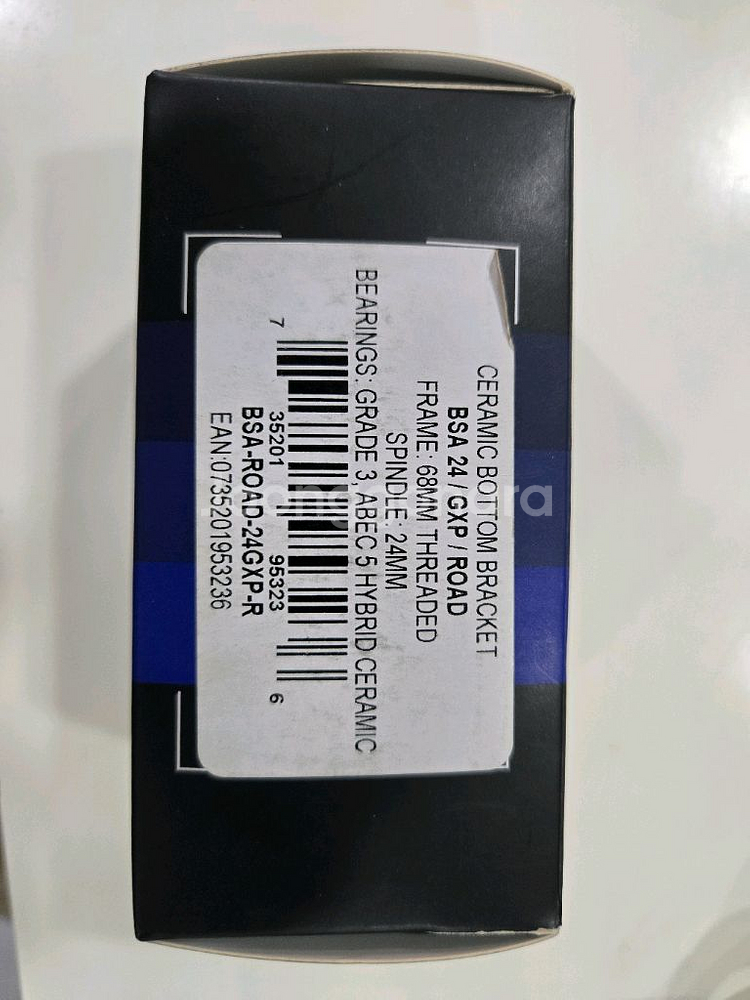 CERAMIC BOTTOM BRACKET
BSA 24 / GXP / ROAD
FRAME: 68MM THREADED
SPINDLE: 24MM
BEARINGS: GRADE 3, ABEC 5 HYBRID CERAMIC
7 35201 95323 6
BSA-ROAD-24GXP-R
EAN:0735201953236